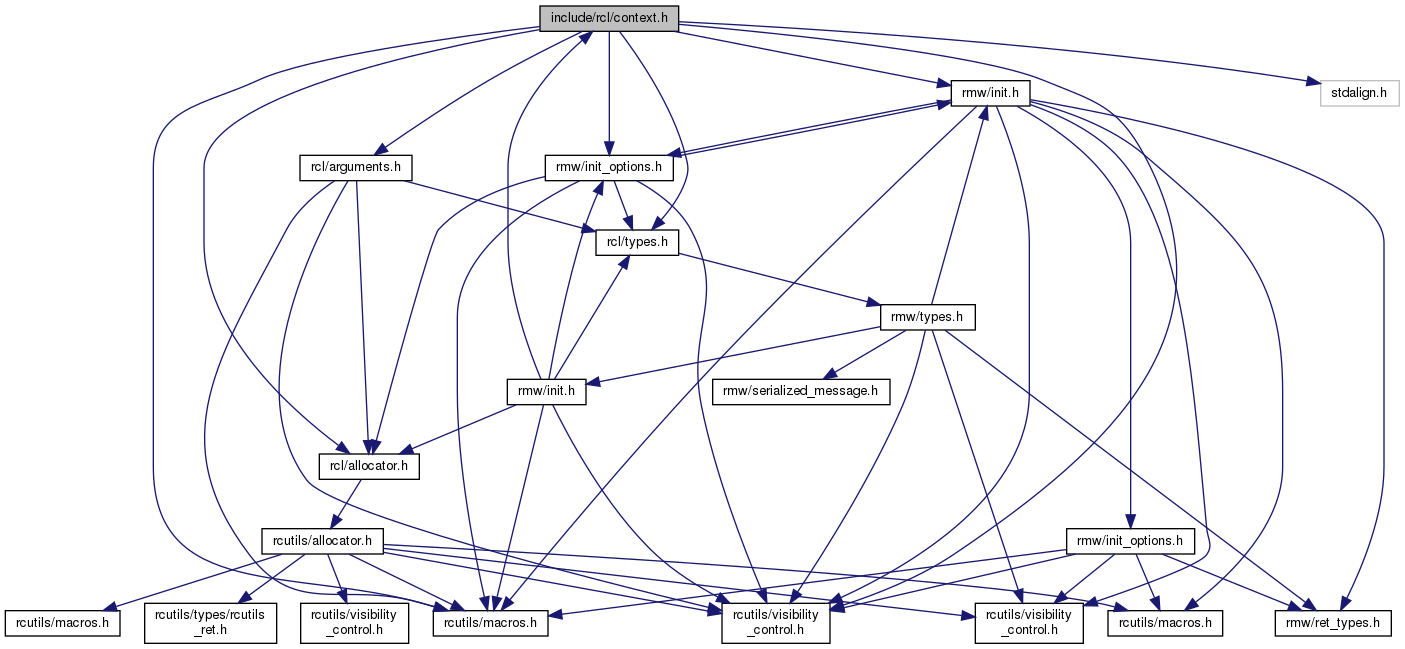 include/rcl/context.h
rmw/init.h
stdalign.h
rcl/arguments.h
rmw/init_options.h
rcl/types.h
rmw/types.h
rmw/init.h
rmw/serialized_message.h
rcl/allocator.h
rcutils/allocator.h
rmw/init_options.h
rcutils/macros.h
rcutils/types/rcutils
_ret.h
rcutils/visibility
_control.h
rcutils/macros.h
rcutils/visibility
_control.h
rcutils/visibility
_control.h
rcutils/macros.h
rmw/ret_types.h